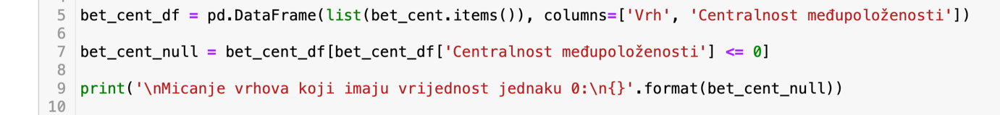 5 bet_cent_df = pd.DataFrame(list(bet_cent.items()), columns=['Vrh', 'Centralnost međupoloženosti'])
6
7 bet_cent_null = bet_cent_df[bet_cent_df['Centralnost međupoloženosti'] <= 0]
8
9 print('\nMicanje vrhova koji imaju vrijednost jednaku 0:\n{}'.format(bet_cent_null))
10